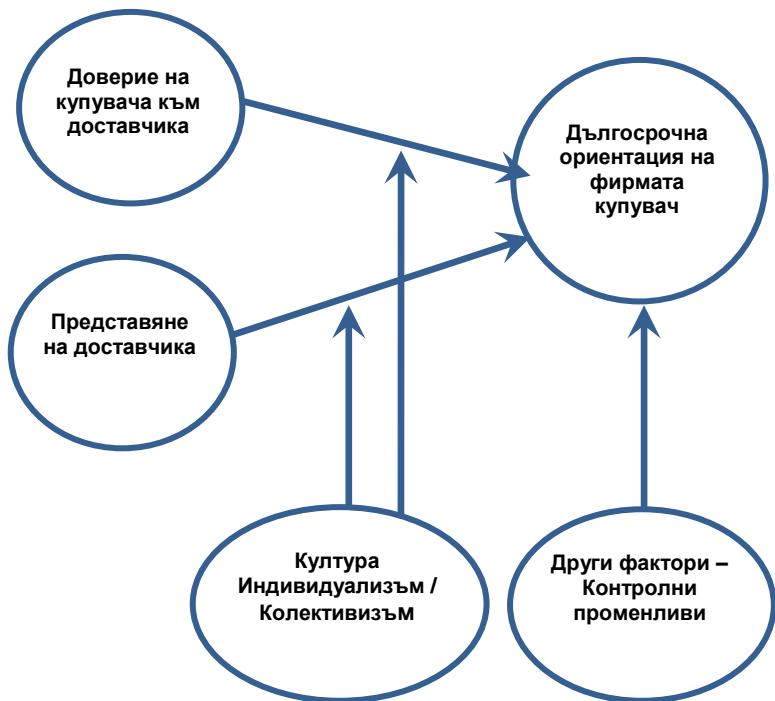 Доверие на
купувача към
доставчика
Дългосрочна
ориентация на
фирмата
купувач
Представяне
на доставчика
Култура
Индивидуализъм /
Колективизъм
Други фактори –
Контролни
променливи